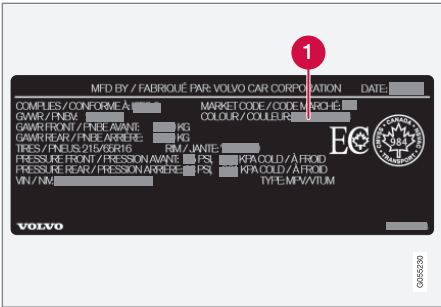 1
MFD BY / FABRIQUÉ PAR: VOLVO CAR CORPORATION DATE:
COMPLIES / CONFORME À: MARKET CODE / CODE MARCHÉ:
GVWR / PNBV: COLOUR / COULEUR:
GAWR FRONT / PNBE AVANT: KG
GAWR REAR / PNBE ARRIÈRE: KG
TIRES / PNEUS: 215/65R16 RIM / JANTE:
PRESSURE FRONT / PRESSION AVANT: PSI, KPA COLD / À FROID
PRESSURE REAR / PRESSION ARRIÈRE: PSI, KPA COLD / À FROID
VIN / NIV: TYPE: MPV/VTUM
EC
CANADA
984
TRANSPORT
VOLVO
G055230